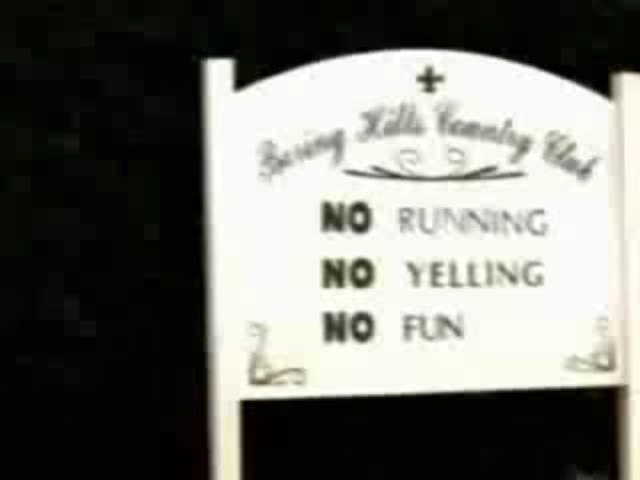 Boring Hills Country Club
NO RUNNING
NO YELLING
NO FUN